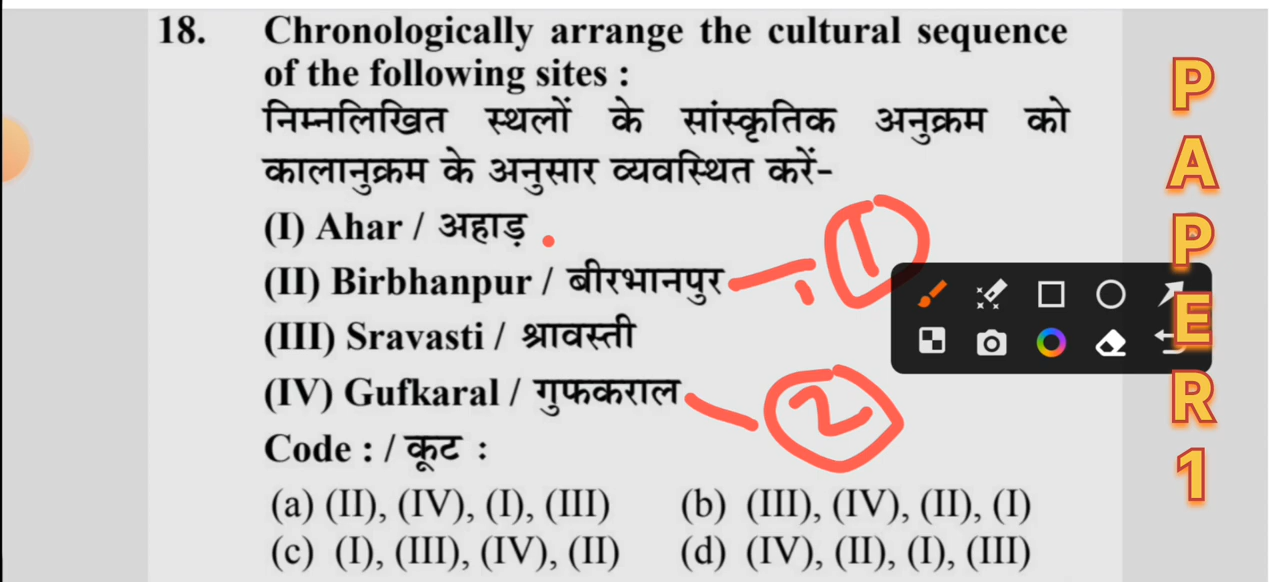 18. Chronologically arrange the cultural sequence
of the following sites :
निम्नलिखित स्थलों के सांस्कृतिक अनुक्रम को
कालानुक्रम के अनुसार व्यवस्थित करें-
(I) Ahar / अहाड़
(II) Birbhanpur / बीरभानपुर
1
(III) Sravasti / श्रावस्ती
(IV) Gufkaral / गुफकराल
2
Code : / कूट :
(a) (II), (IV), (I), (III) (b) (III), (IV), (II), (I)
(c) (I), (III), (IV), (II) (d) (IV), (II), (I), (III)
PAPER1